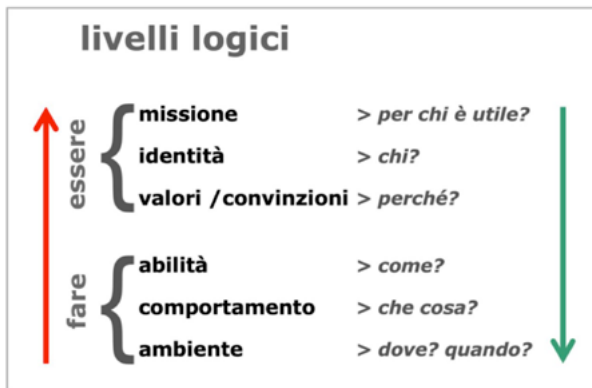 livelli logici
essere
missione > per chi è utile?
identità > chi?
valori /convinzioni > perché?
fare
abilità > come?
comportamento > che cosa?
ambiente > dove? quando?